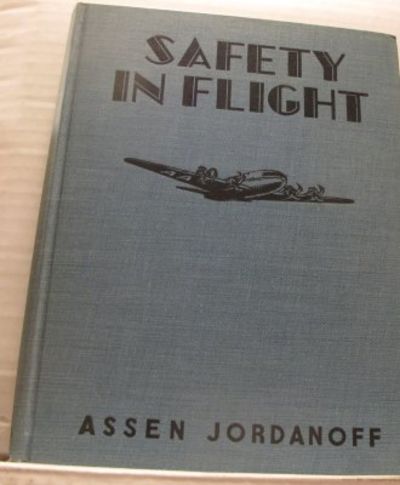 SAFETY
IN FLIGHT
ASSEN JORDANOFF